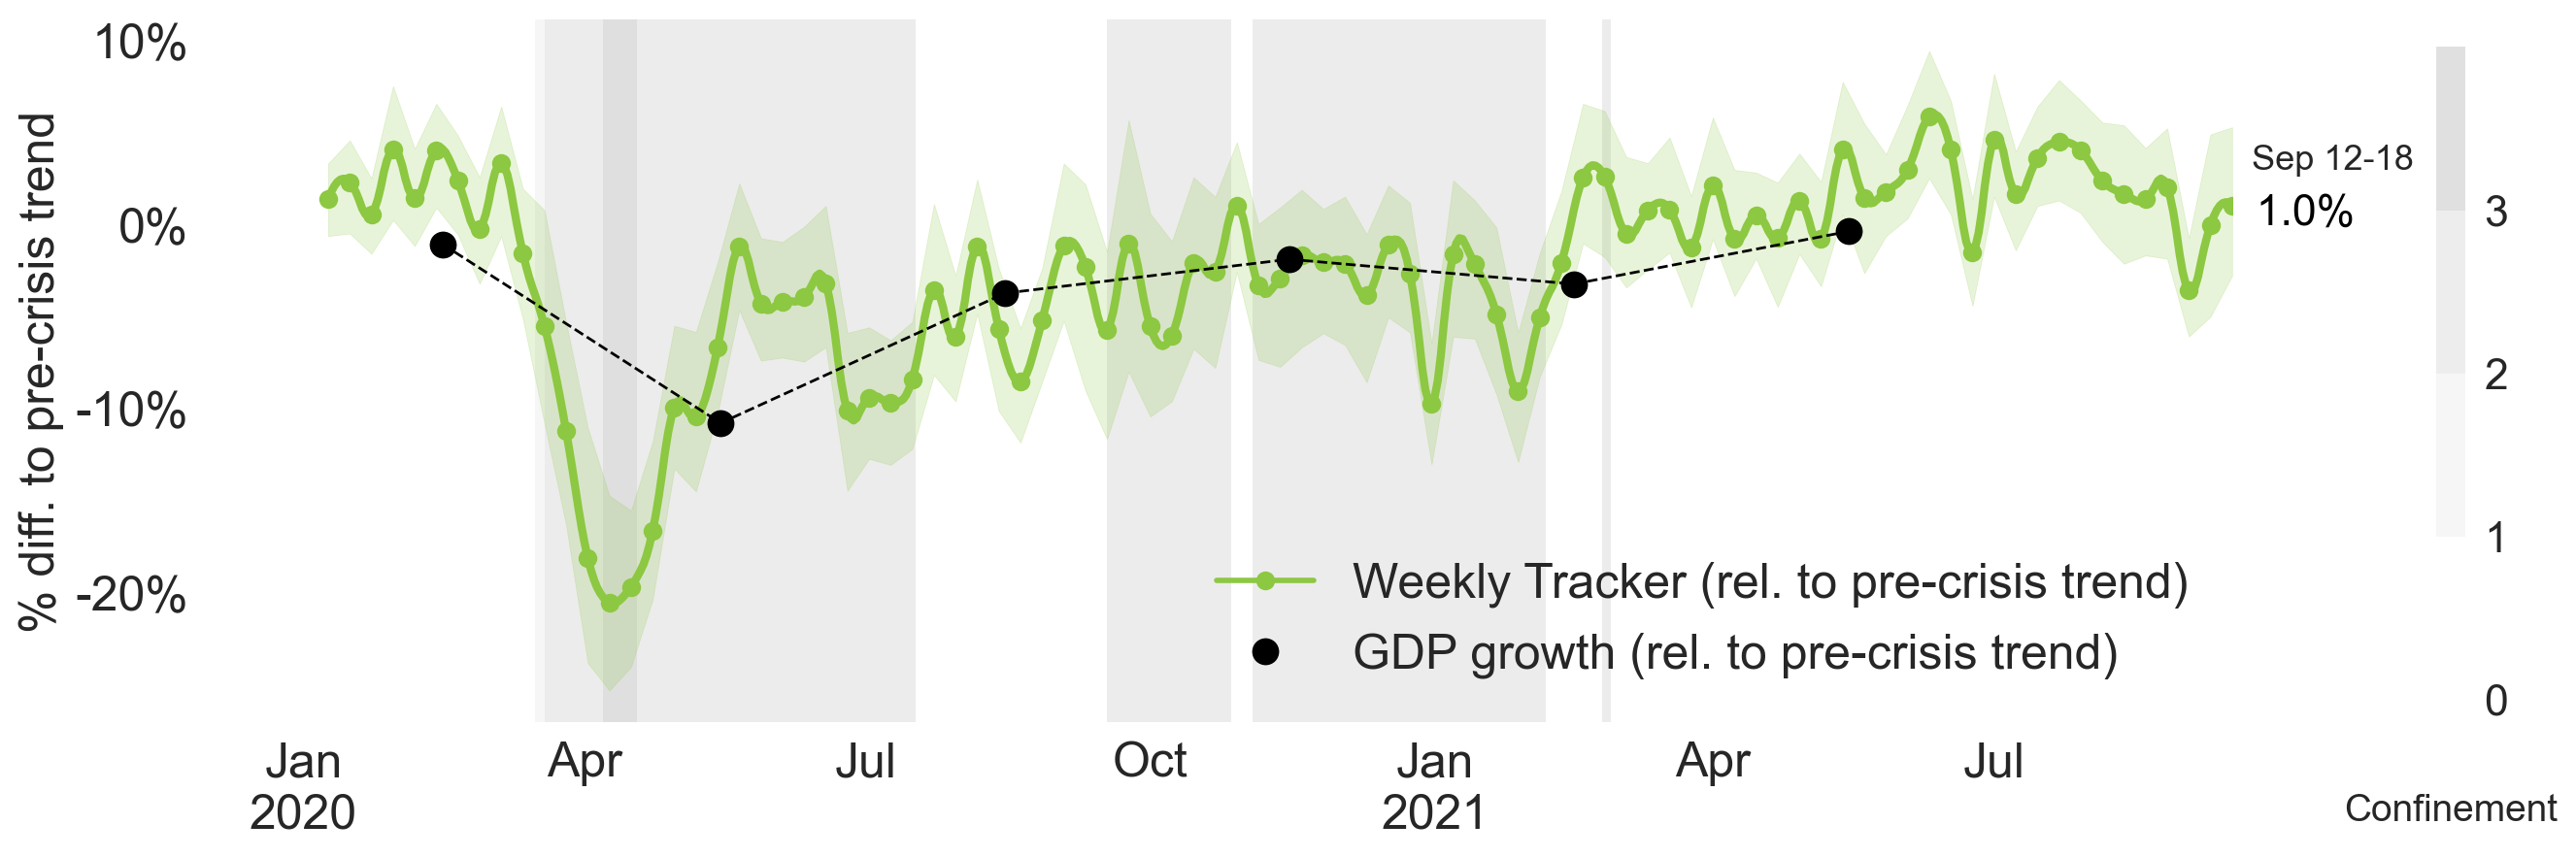 % diff. to pre-crisis trend
10%
0%
-10%
-20%
Sep 12-18
1.0%
Weekly Tracker (rel. to pre-crisis trend)
GDP growth (rel. to pre-crisis trend)
Jan
2020
Apr
Jul
Oct
Jan
2021
Apr
Jul
3
2
1
0
Confinement